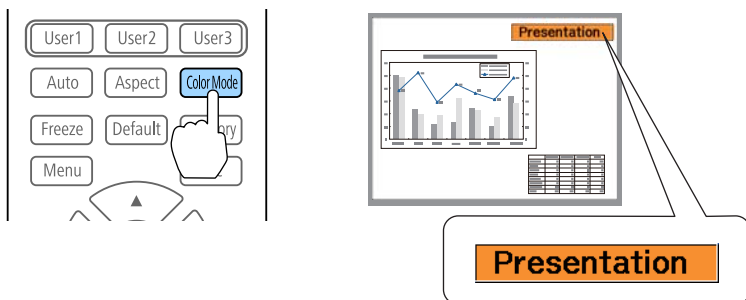 User1 User2 User3
Auto Aspect Color Mode
Freeze Default
Menu
Presentation
Presentation